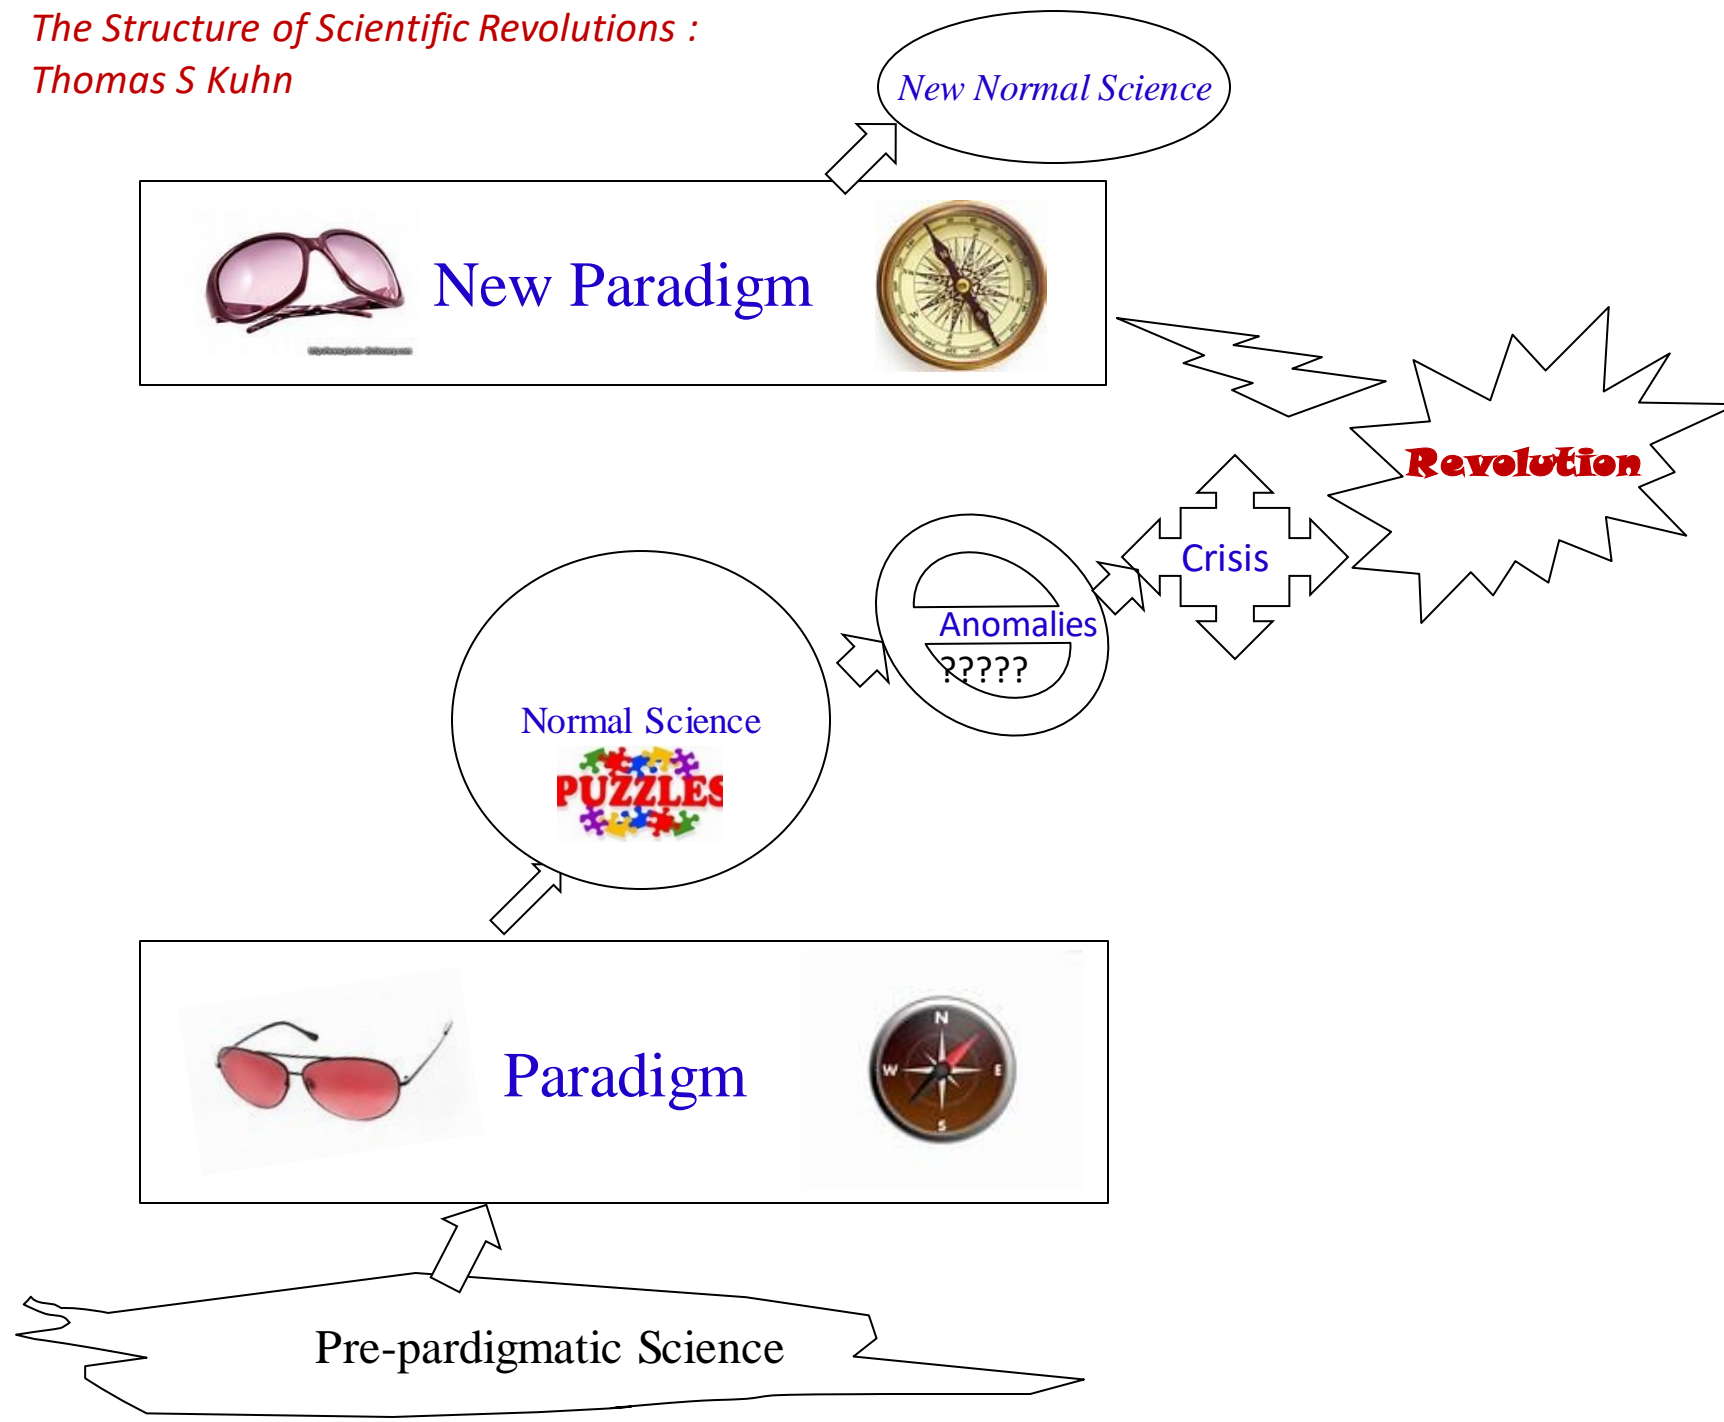 The Structure of Scientific Revolutions :
Thomas S Kuhn
New Normal Science
New Paradigm
Revolution
Crisis
Anomalies
?????
Normal Science
PUZZLES
Paradigm
N
W
E
S
Pre-pardigmatic Science